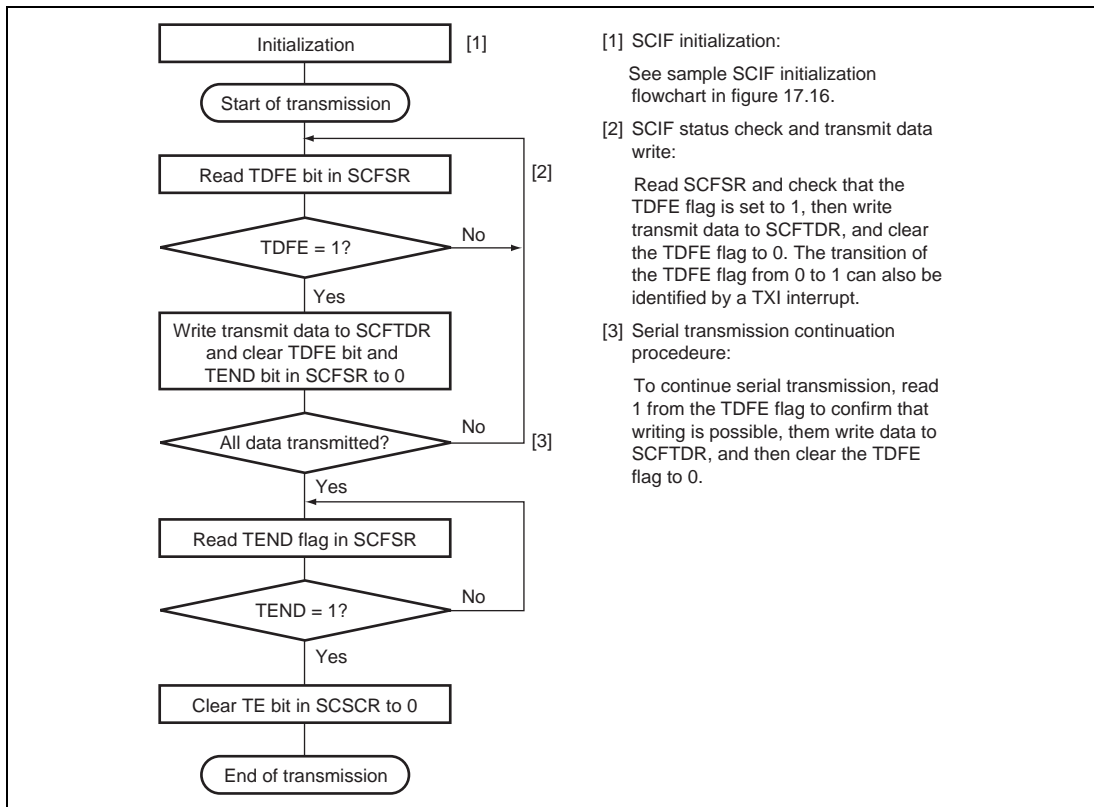 Initialization
[1]
Start of transmission
Read TDFE bit in SCFSR
[2]
TDFE = 1?
No
Yes
Write transmit data to SCFTDR
and clear TDFE bit and
TEND bit in SCFSR to 0
All data transmitted?
No
[3]
Yes
Read TEND flag in SCFSR
TEND = 1?
No
Yes
Clear TE bit in SCSCR to 0
End of transmission
[1] SCIF initialization:
See sample SCIF initialization
flowchart in figure 17.16.
[2] SCIF status check and transmit data
write:
Read SCFSR and check that the
TDFE flag is set to 1, then write
transmit data to SCFTDR, and clear
the TDFE flag to 0. The transition of
the TDFE flag from 0 to 1 can also be
identified by a TXI interrupt.
[3] Serial transmission continuation
procedeure:
To continue serial transmission, read
1 from the TDFE flag to confirm that
writing is possible, them write data to
SCFTDR, and then clear the TDFE
flag to 0.